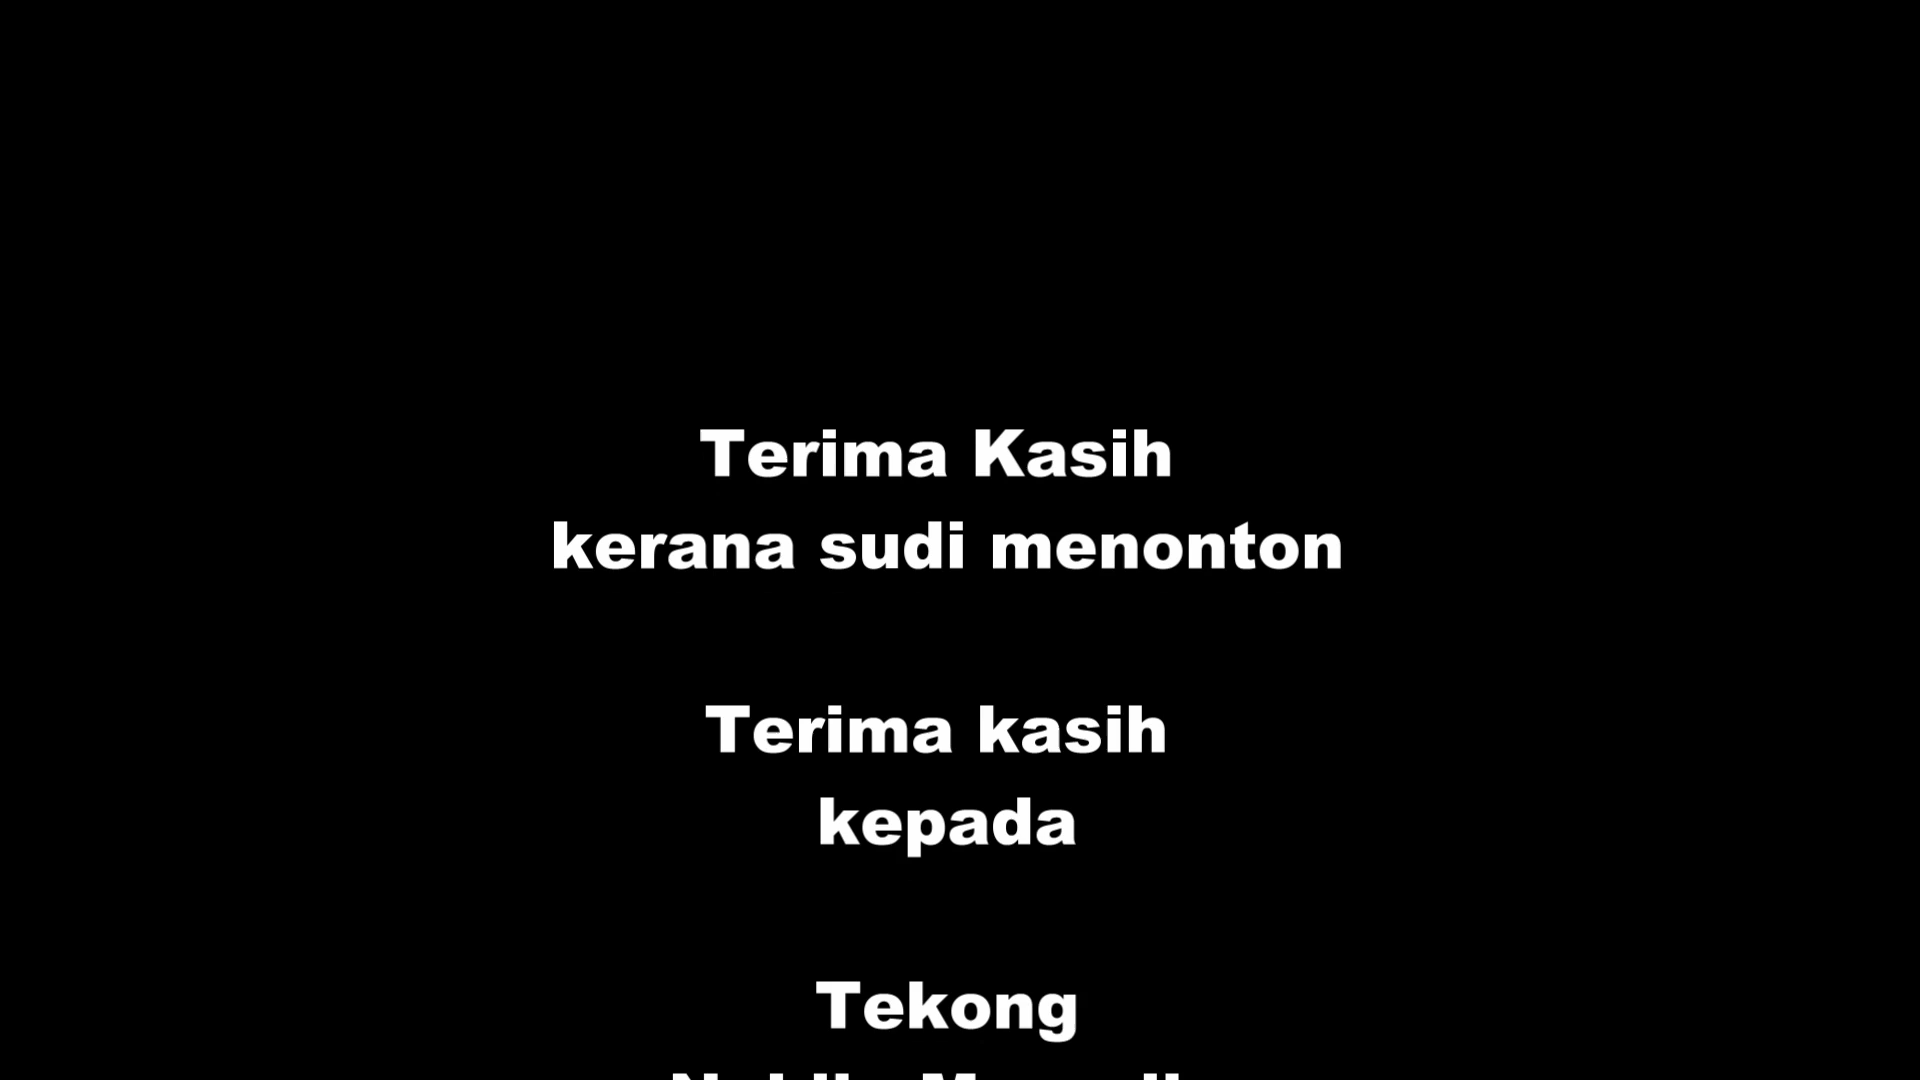 Terima Kasih
kerana sudi menonton
Terima kasih
kepada
Tekong